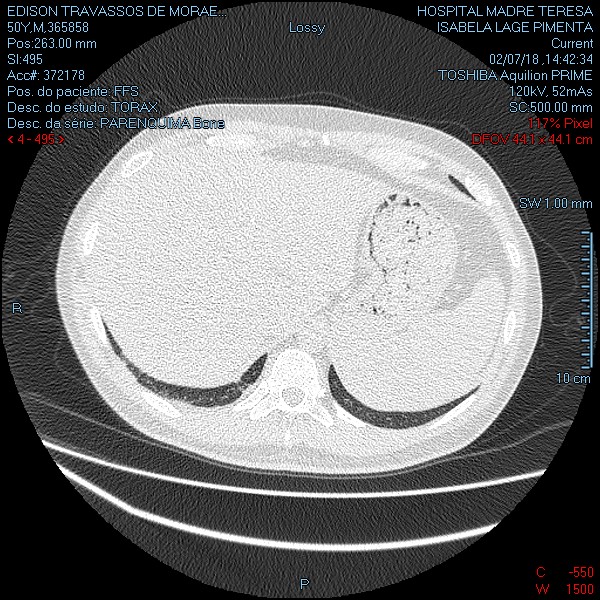 EDISON TRAVASSOS DE MORAE...
50Y,M,365858
Pos:263.00 mm
SI:495
Acc#: 372178
Pos. do paciente: FFS
Desc. do estudo: TORAX
Desc. da série: PARENQUIMA Bone
< 4 - 495 >
Lossy
HOSPITAL MADRE TERESA
ISABELA LAGE PIMENTA
Current
02/07/18 ,14:42:34
TOSHIBA Aquilion PRIME
120kV, 52mAs
SC:500.00 mm
117% Pixel
DFOV 44.1 x 44.1 cm
SW 1.00 mm
R
10 cm
P
C -550
W 1500